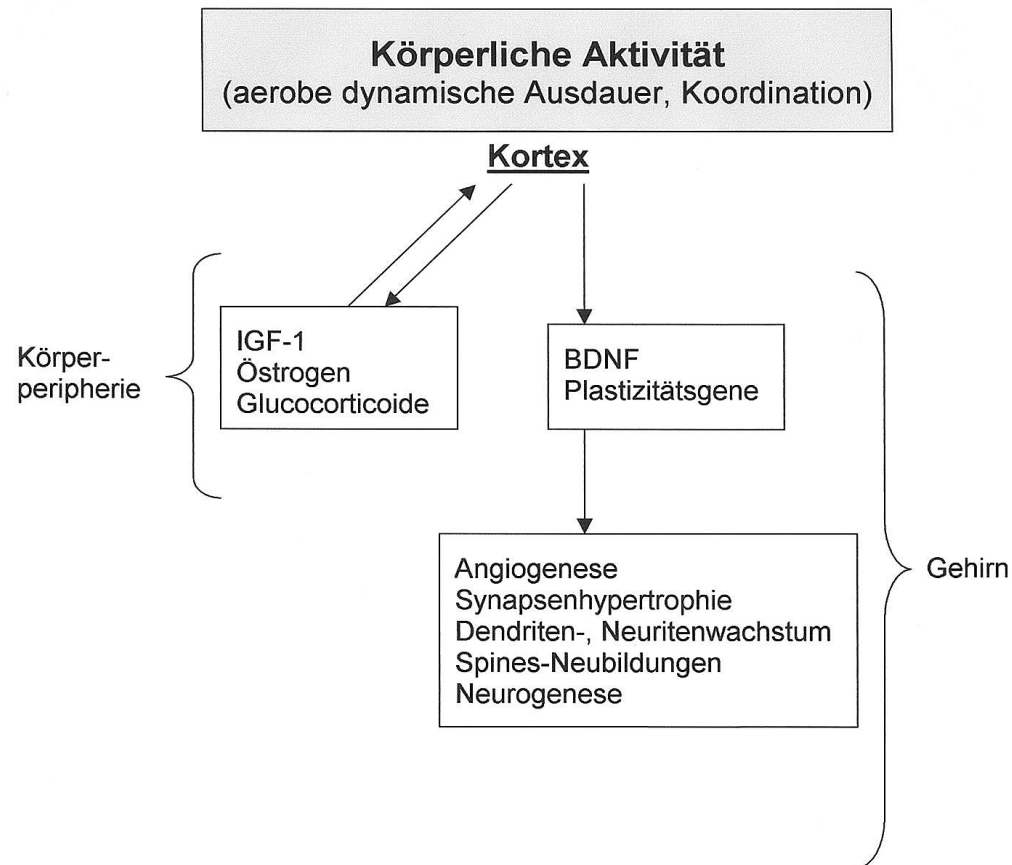 Körperliche Aktivität
(aerobe dynamische Ausdauer, Koordination)
Kortex
Körper-
peripherie
IGF-1
Östrogen
Glucocorticoide
BDNF
Plastizitätsgene
Angiogenese
Synapsenhypertrophie
Dendriten-, Neuritenwachstum
Spines-Neubildungen
Neurogenese
Gehirn